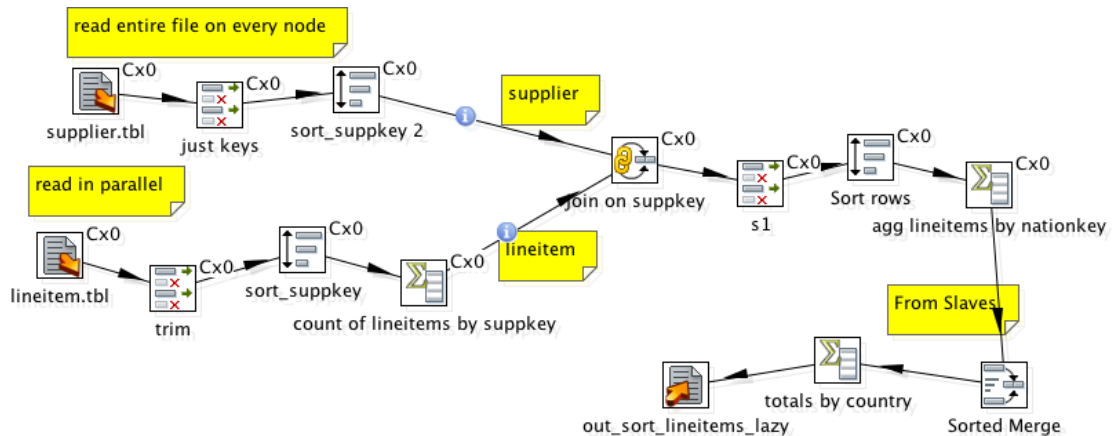 read entire file on every node
Cx0
Cx0
Cx0
supplier.tbl
just keys
sort_suppkey 2
supplier
read in parallel
Cx0
Cx0
Cx0
Cx0
join on suppkey
s1
Sort rows
agg lineitems by nationkey
Cx0
Cx0
Cx0
Cx0
lineitem
lineitem.tbl
trim
sort_suppkey
count of lineitems by suppkey
From Slaves
totals by country
out_sort_lineitems_lazy
Sorted Merge